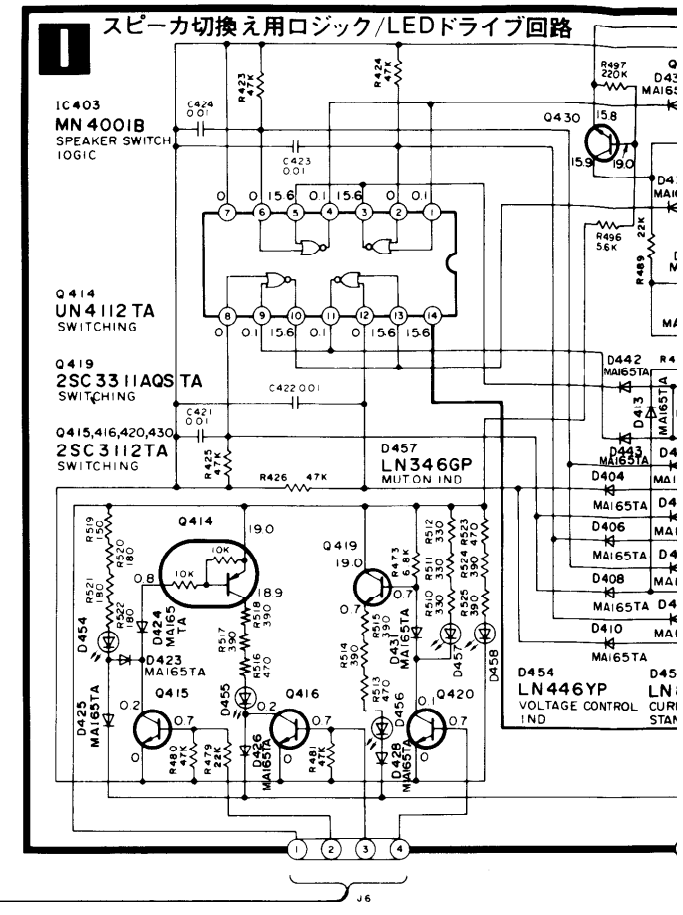 I スピーカ切換え用ロジック/LEDドライブ回路
R423
47K
R424
47K
R497
220K
D43
MA165
IC403
MN4001B
SPEAKER SWITCH
lOGIC
C424
0.01
C423
0.01
Q430
15.8
15.9
19.0
0 0 15.6 0.1 15.6 0 0.1
7 6 5 4 3 2 1
R496
5.6K
22K
R489
8 9 10 11 12 13 14
0 0.1 15.6 0.1 0 15.6 15.6
Q414
UN4112TA
SWITCHING
Q419
2SC3311AQSTA
SWITCHING
Q415,416,420,430
2SC3112TA
SWITCHING
C422 0.01
C421
0.01
R425
47K
R426 47K
D457
LN346GP
MUTON IND
D442
MA165TA
D413
MA165TA
D443
MA165TA
D404
MA165TA
D406
MA165TA
D408
MA165TA
D410
MA165TA
R519
150
R520
180
R521
180
R522
180
Q414
10K
10K
19.0
0.8
18.9
Q419
19.0
0.7
R473
6.8K
0.7
R512
330
R511
330
R510
330
R523
470
R524
390
R525
390
D454
D424
MA165
TA
D423
MA165TA
D425
MA165TA
R518
390
R517
390
R516
470
D455
R515
390
R514
390
R513
470
D431
MA165TA
D457
D458
D456
Q415
0.2
0.7
0
Q416
0.2
0.7
0
Q420
0.1
0.7
0
R480
47K
R479
22K
D426
MA165TA
R481
47K
D428
MA165TA
D454
LN446YP
VOLTAGE CONTROL
IND
1 2 3 4
J6